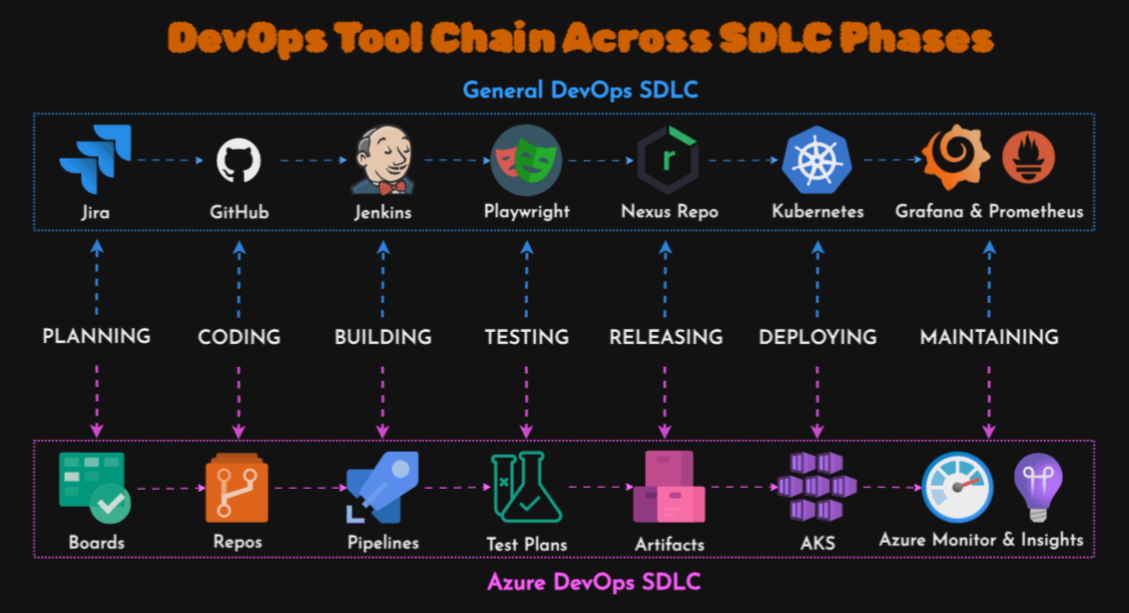 DevOps Tool Chain Across SDLC Phases
General DevOps SDLC
Jira GitHub Jenkins Playwright Nexus Repo Kubernetes Grafana & Prometheus
PLANNING CODING BUILDING TESTING RELEASING DEPLOYING MAINTAINING
Boards Repos Pipelines Test Plans Artifacts AKS Azure Monitor & Insights
Azure DevOps SDLC